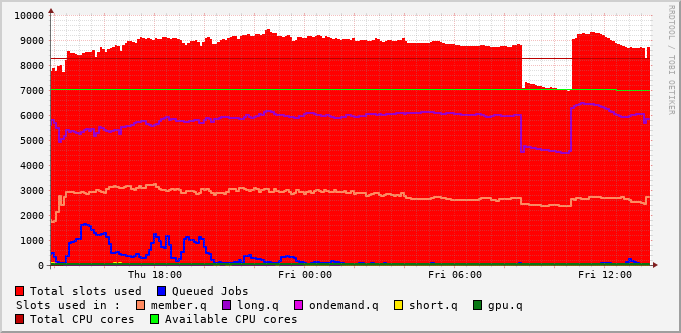 10000
9000
8000
7000
6000
5000
4000
3000
2000
1000
0
Thu 18:00 Fri 00:00 Fri 06:00 Fri 12:00
RRDTOOL / TOBI OETIKER
Total slots used Queued Jobs
Slots used in : member.q long.q ondemand.q short.q gpu.q
Total CPU cores Available CPU cores